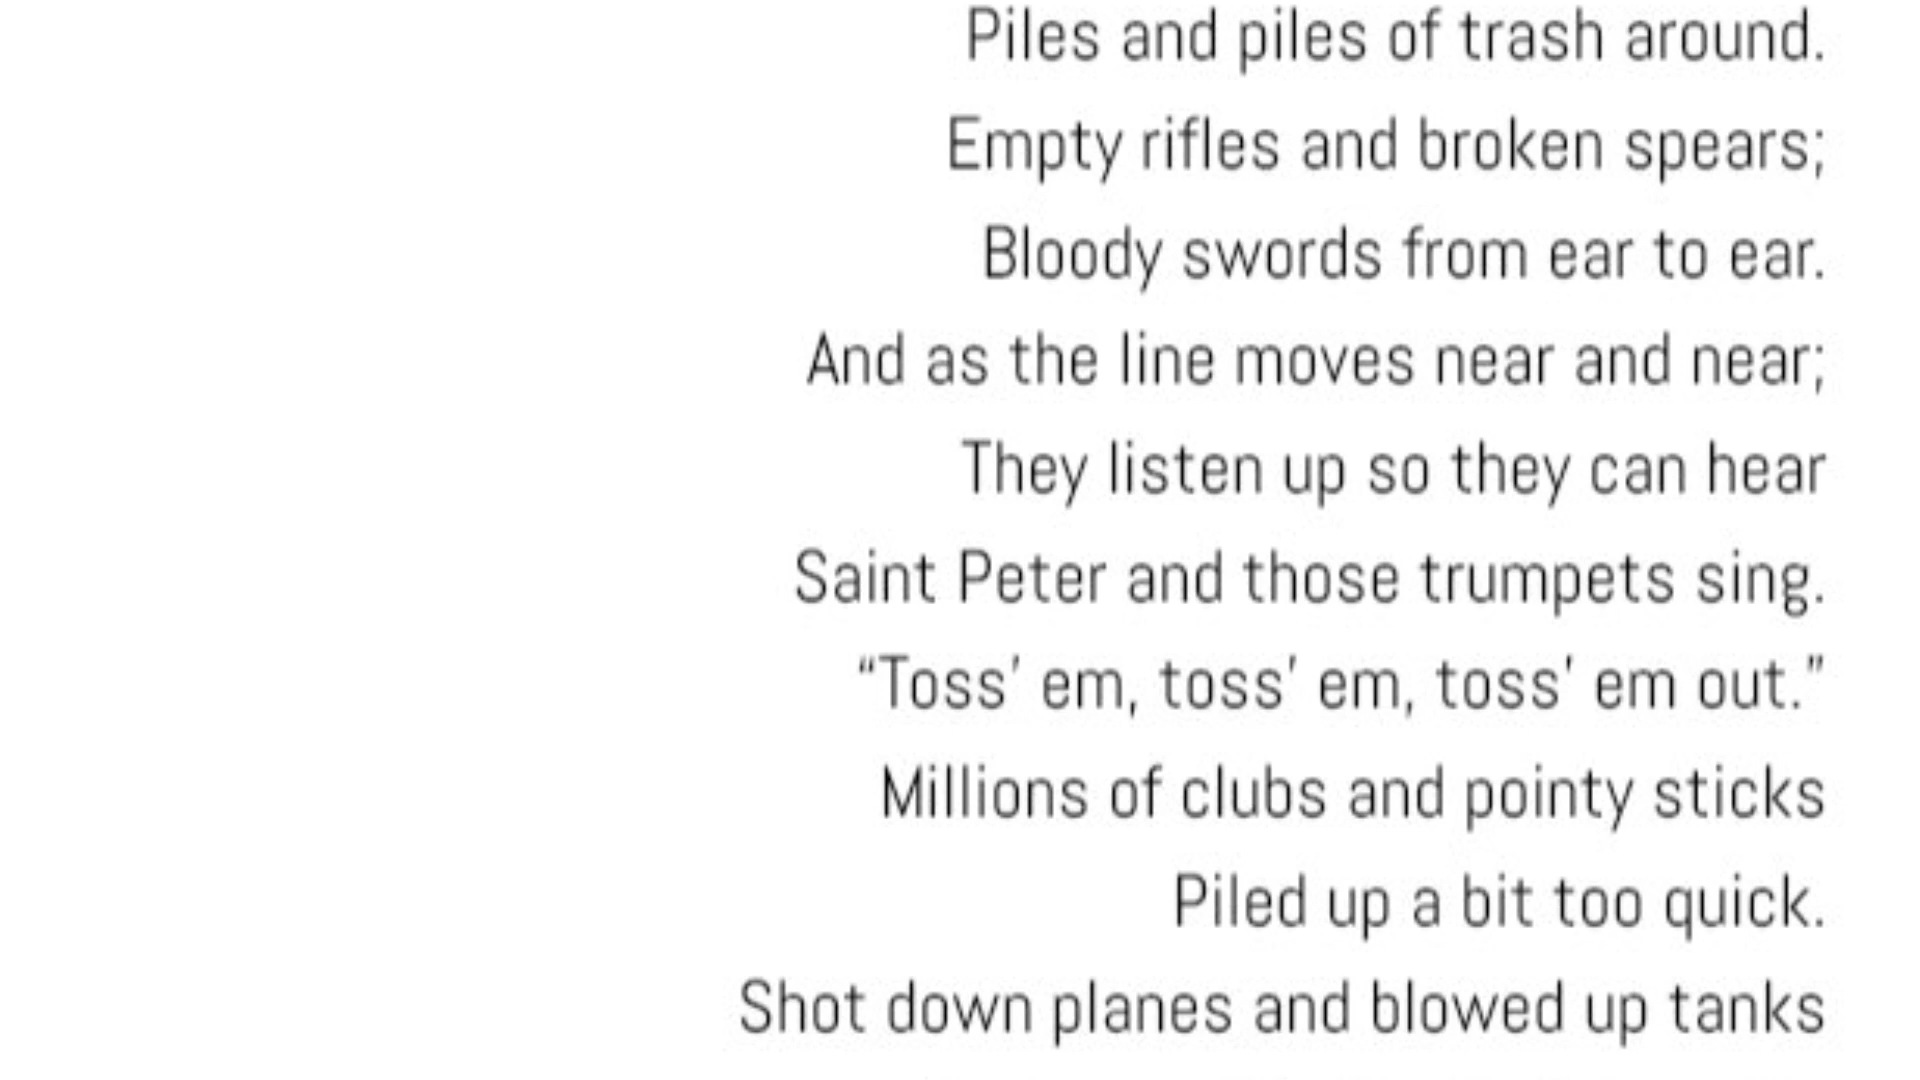 Piles and piles of trash around.
Empty rifles and broken spears;
Bloody swords from ear to ear.
And as the line moves near and near;
They listen up so they can hear
Saint Peter and those trumpets sing.
“Toss’ em, toss’ em, toss’ em out.”
Millions of clubs and pointy sticks
Piled up a bit too quick.
Shot down planes and blowed up tanks